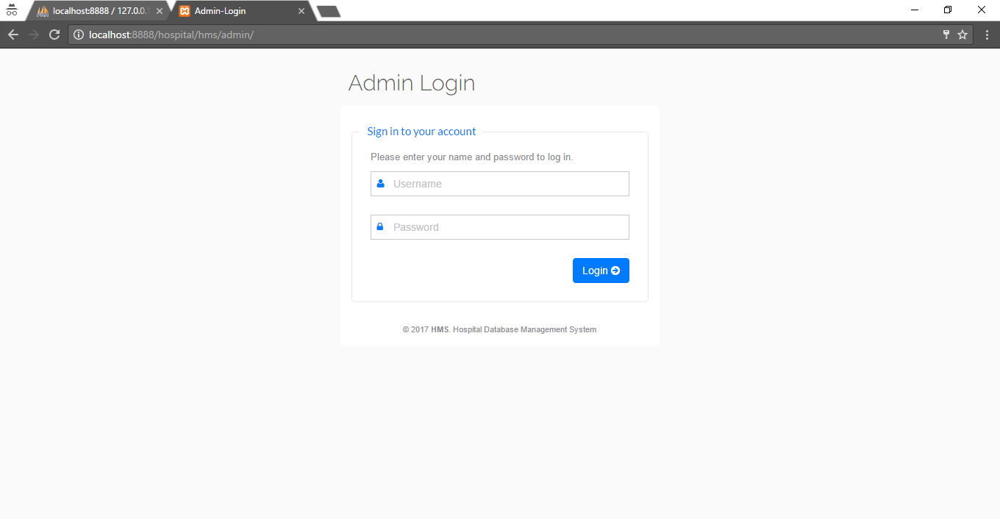 localhost:8888 / 127.0.0.1
Admin-Login
localhost:8888/hospital/hms/admin/
Admin Login
Sign in to your account
Please enter your name and password to log in.
Username
Password
Login
© 2017 HMS. Hospital Database Management System